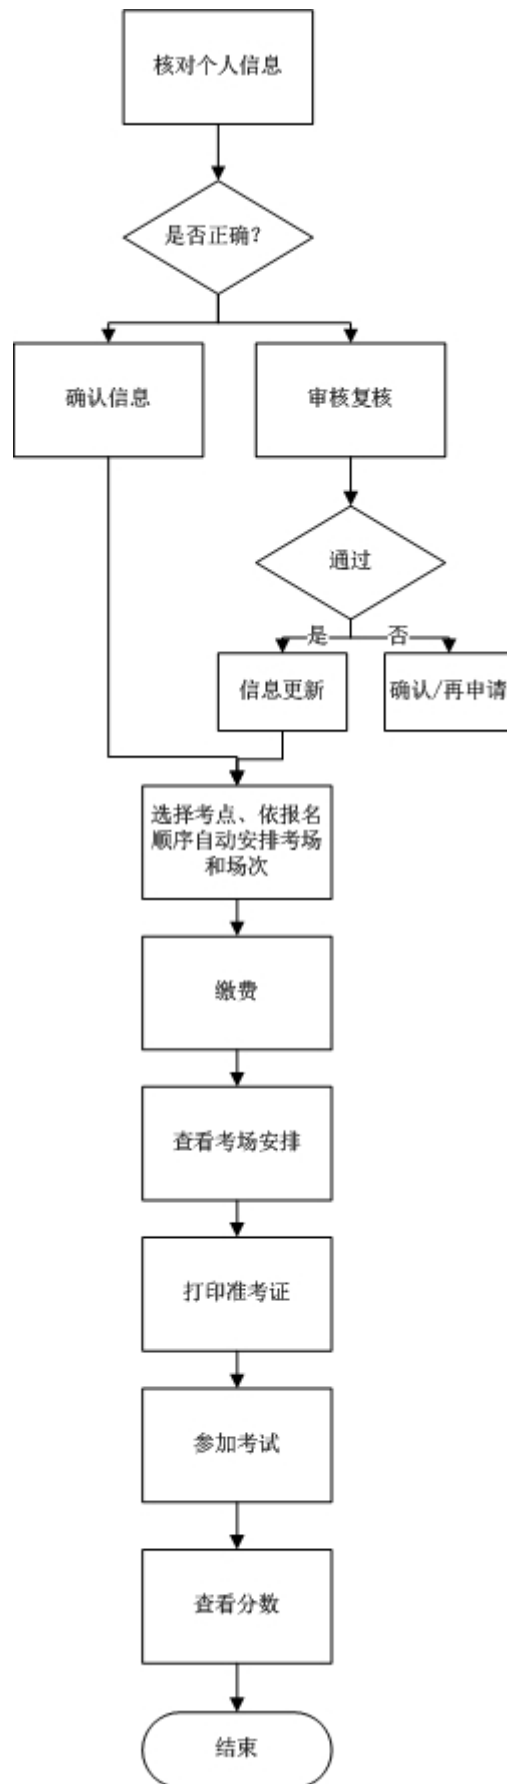 核对个人信息
是否正确?
确认信息
审核复核
通过
是
否
信息更新
确认/再申请
选择考点、依报名
顺序自动安排考场
和场次
缴费
查看考场安排
打印准考证
参加考试
查看分数
结束